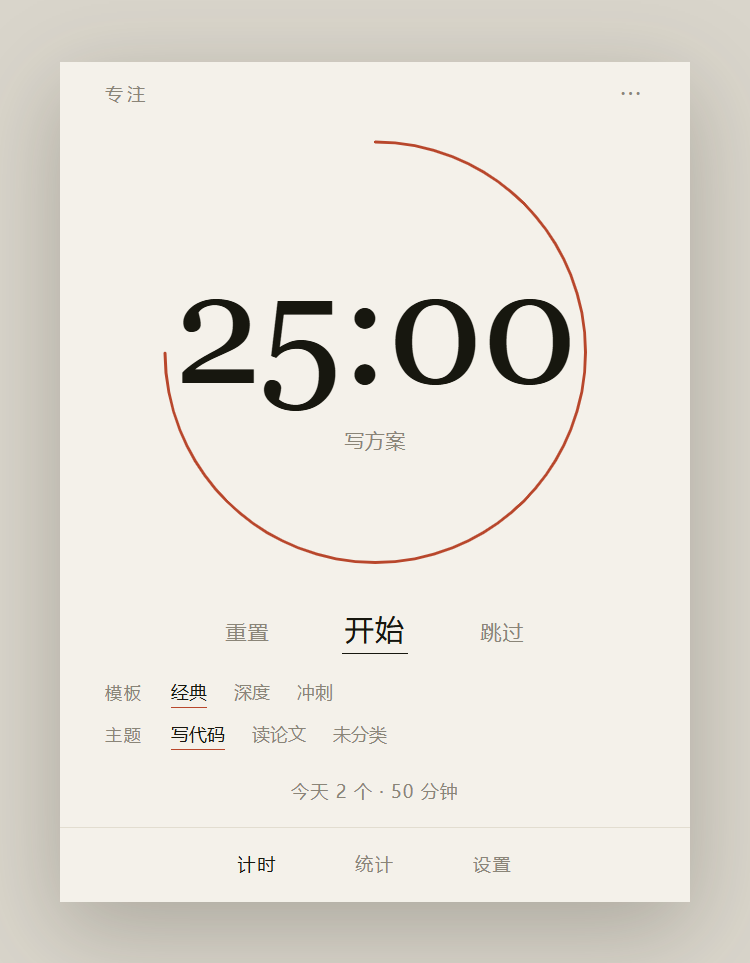 专注 ···
25:00
写方案
重置 开始 跳过
模板 经典 深度 冲刺
主题 写代码 读论文 未分类
今天 2 个 · 50 分钟
计时 统计 设置